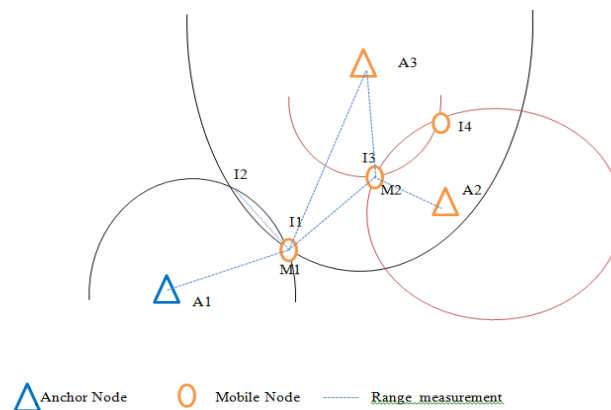 A3
I4
I3
I2
M2
A2
I1
M1
A1
Anchor Node
Mobile Node
Range measurement